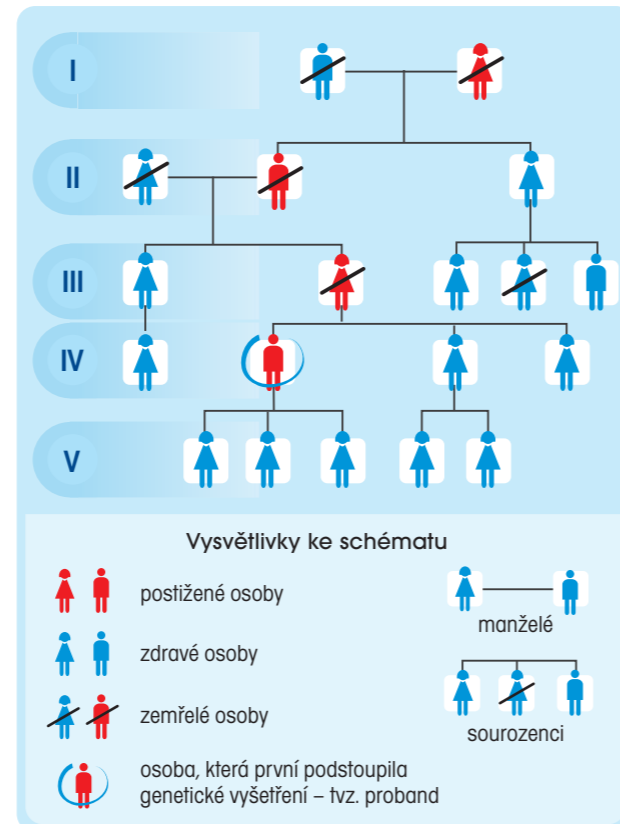 I
II
III
IV
V
Vysvětlivky ke schématu
postižené osoby
zdravé osoby
zemřelé osoby
osoba, která první podstoupila
genetické vyšetření – tvz. proband
manželé
sourozenci